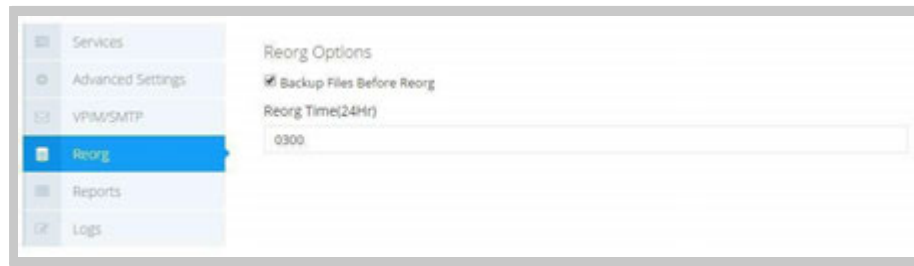 Services
Advanced Settings
VPIM/SMTP
Reorg
Reports
Logs
Reorg Options
Backup Files Before Reorg
Reorg Time(24Hr)
0300